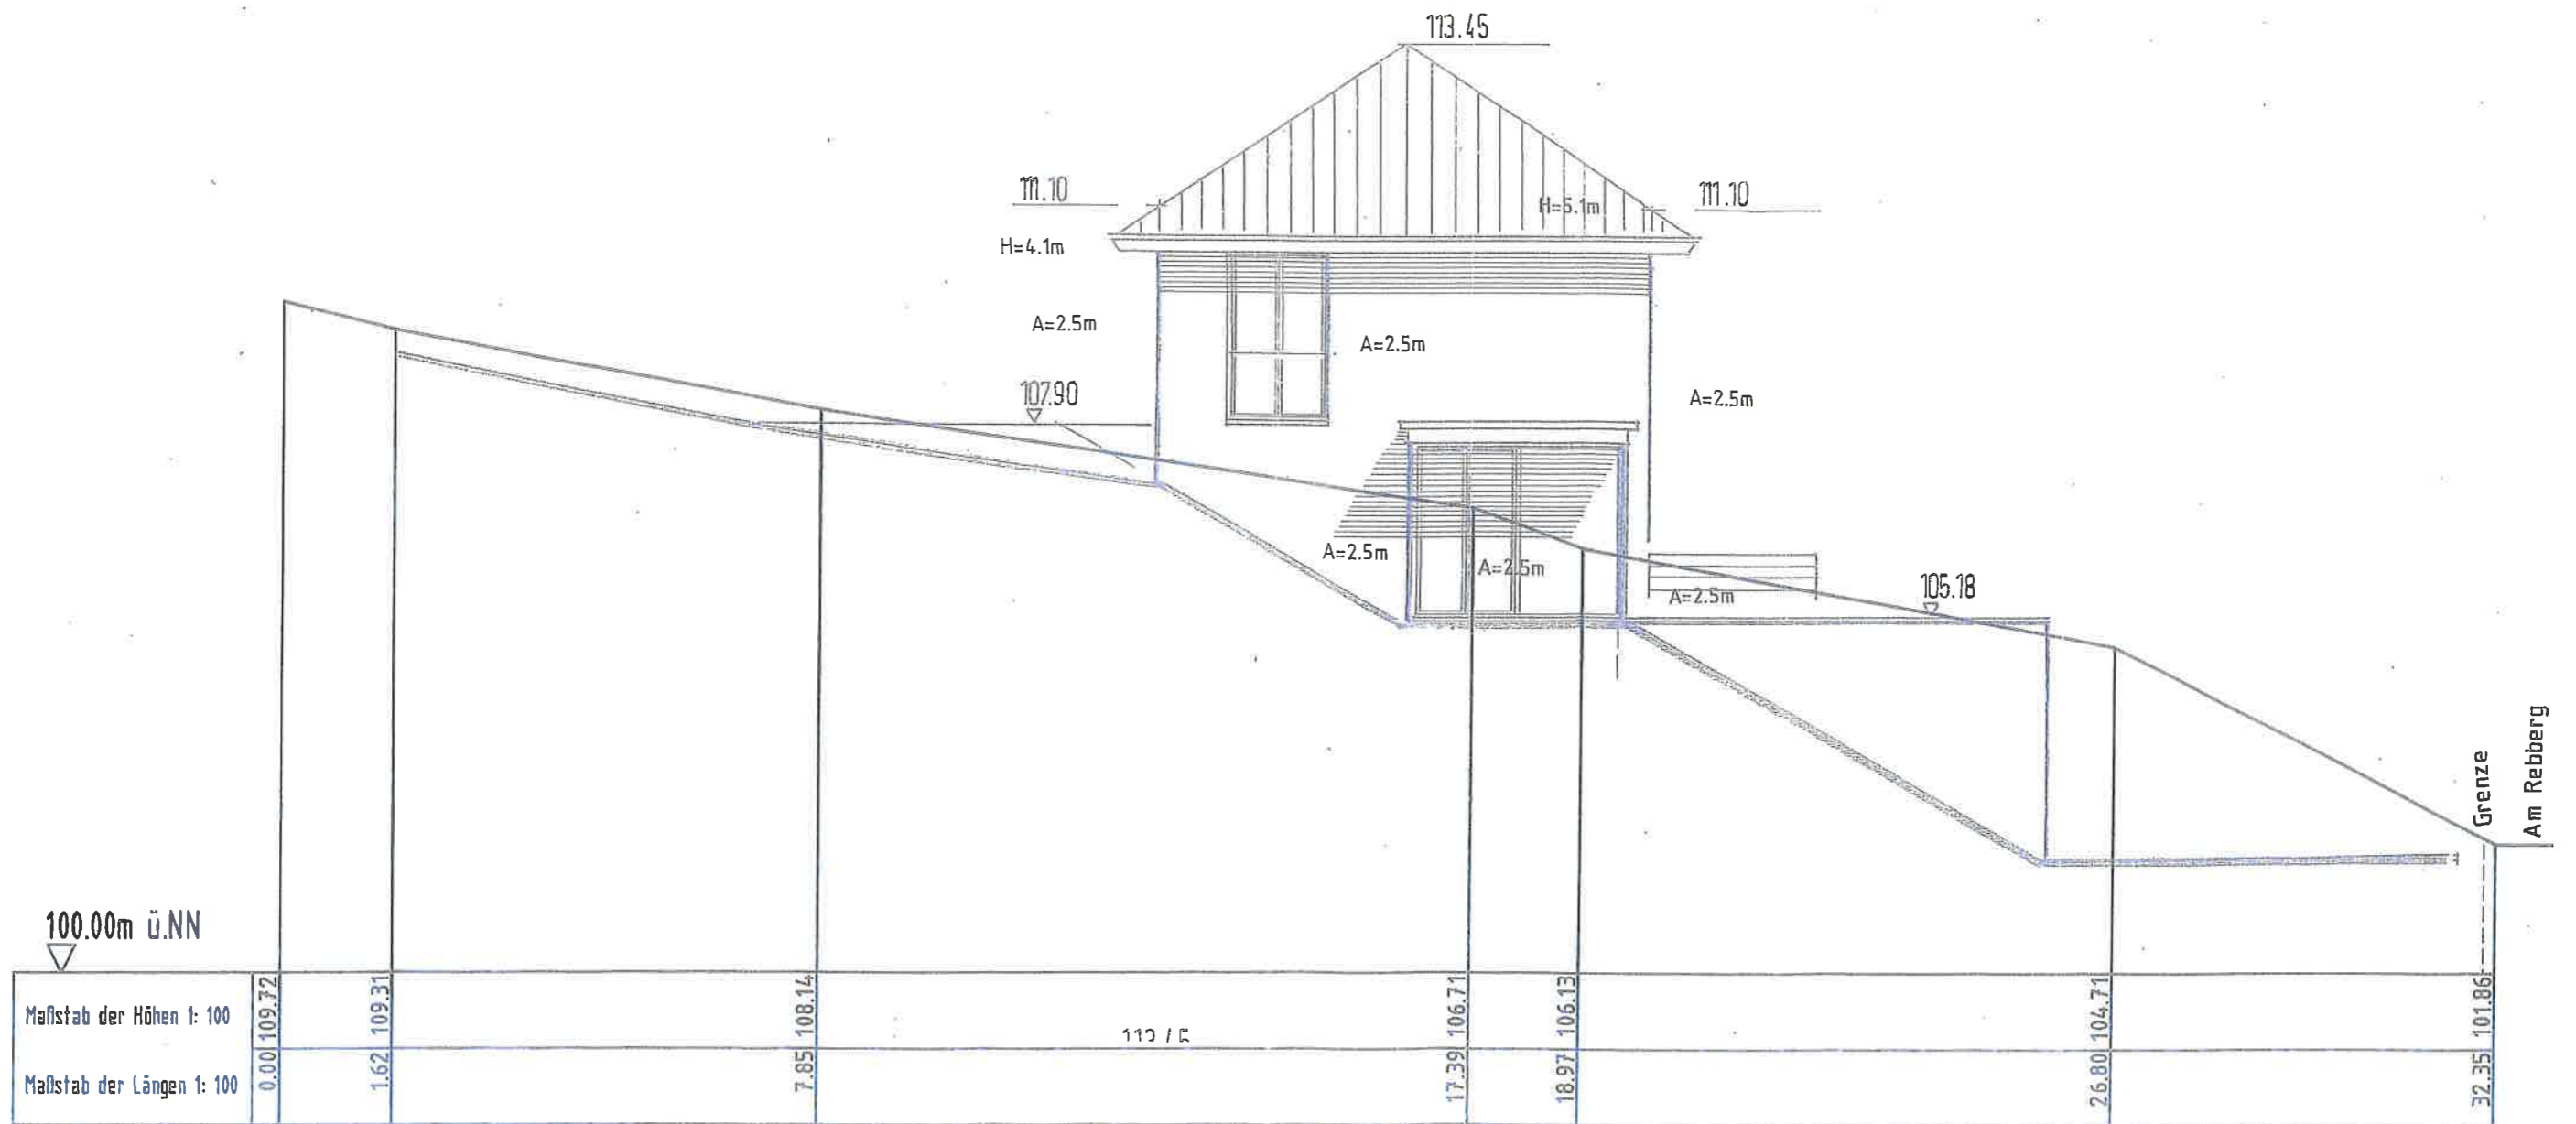 113.45
111.10
111.10
H=5.1m
H=4.1m
A=2.5m
A=2.5m
107.90
A=2.5m
A=2.5m
A=2.5m
A=2.5m
105.18
Grenze
Am Rebberg
100.00m ü.NN
Maßstab der Höhen 1: 100
109.72
109.31
108.14
106.71
106.13
104.71
101.86
Maßstab der Längen 1: 100
0.00
1.62
7.85
17.39
18.97
26.80
32.35